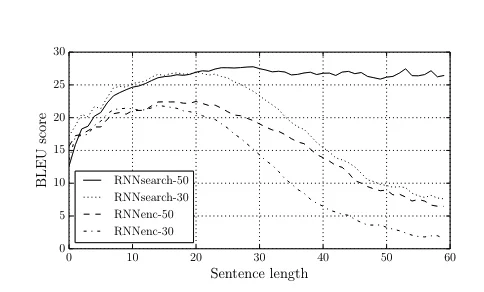 30
25
20
15
10
5
0
BLEU score
RNNsearch-50
RNNsearch-30
RNNenc-50
RNNenc-30
0 10 20 30 40 50 60
Sentence length